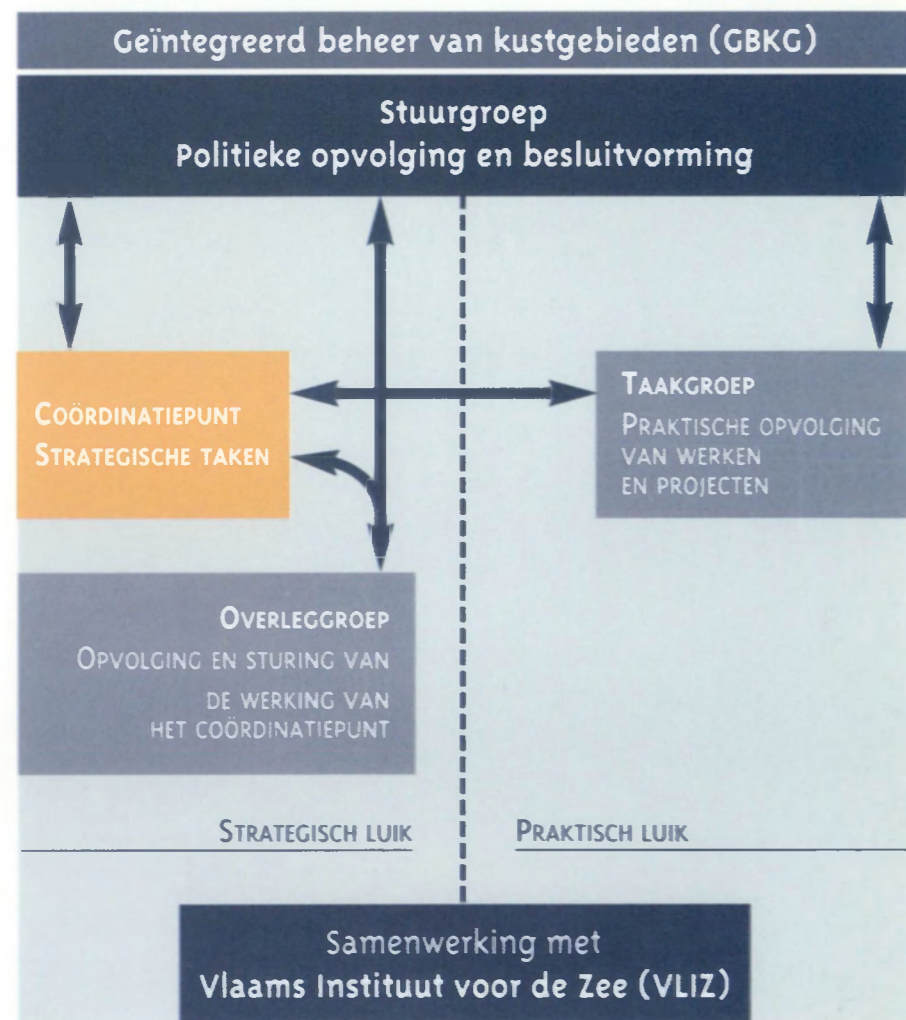 Geïntegreerd beheer van kustgebieden (GBKG)
Stuurgroep
Politieke opvolging en besluitvorming
COÖRDINATIEPUNT
STRATEGISCHE TAKEN
TAAKGROEP
PRAKTISCHE OPVOLGING
VAN WERKEN
EN PROJECTEN
OVERLEGGROEP
OPVOLGING EN STURING VAN
DE WERKING VAN
HET COÖRDINATIEPUNT
STRATEGISCH LUIK
PRAKTISCH LUIK
Samenwerking met
Vlaams Instituut voor de Zee (VLIZ)